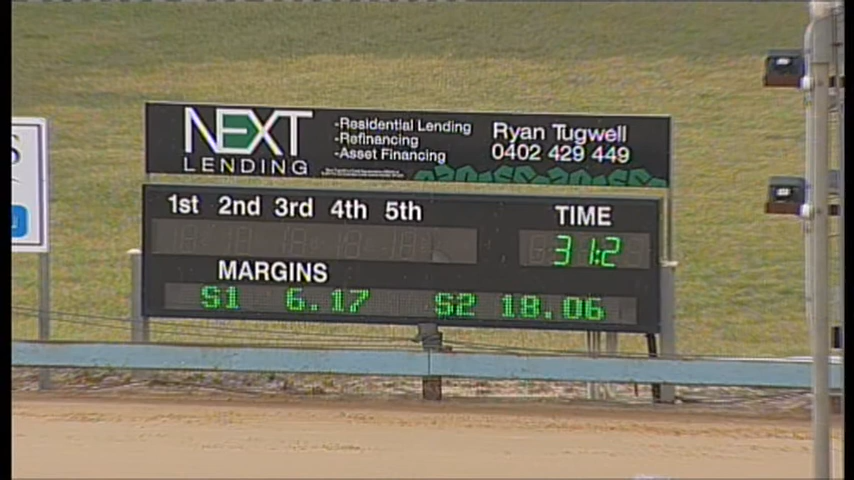 NEXT
LENDING
-Residential Lending
-Refinancing
-Asset Financing
Ryan Tugwell
0402 429 449
1st 2nd 3rd 4th 5th
TIME
31:2
MARGINS
S1 6.17 S2 18.06
S